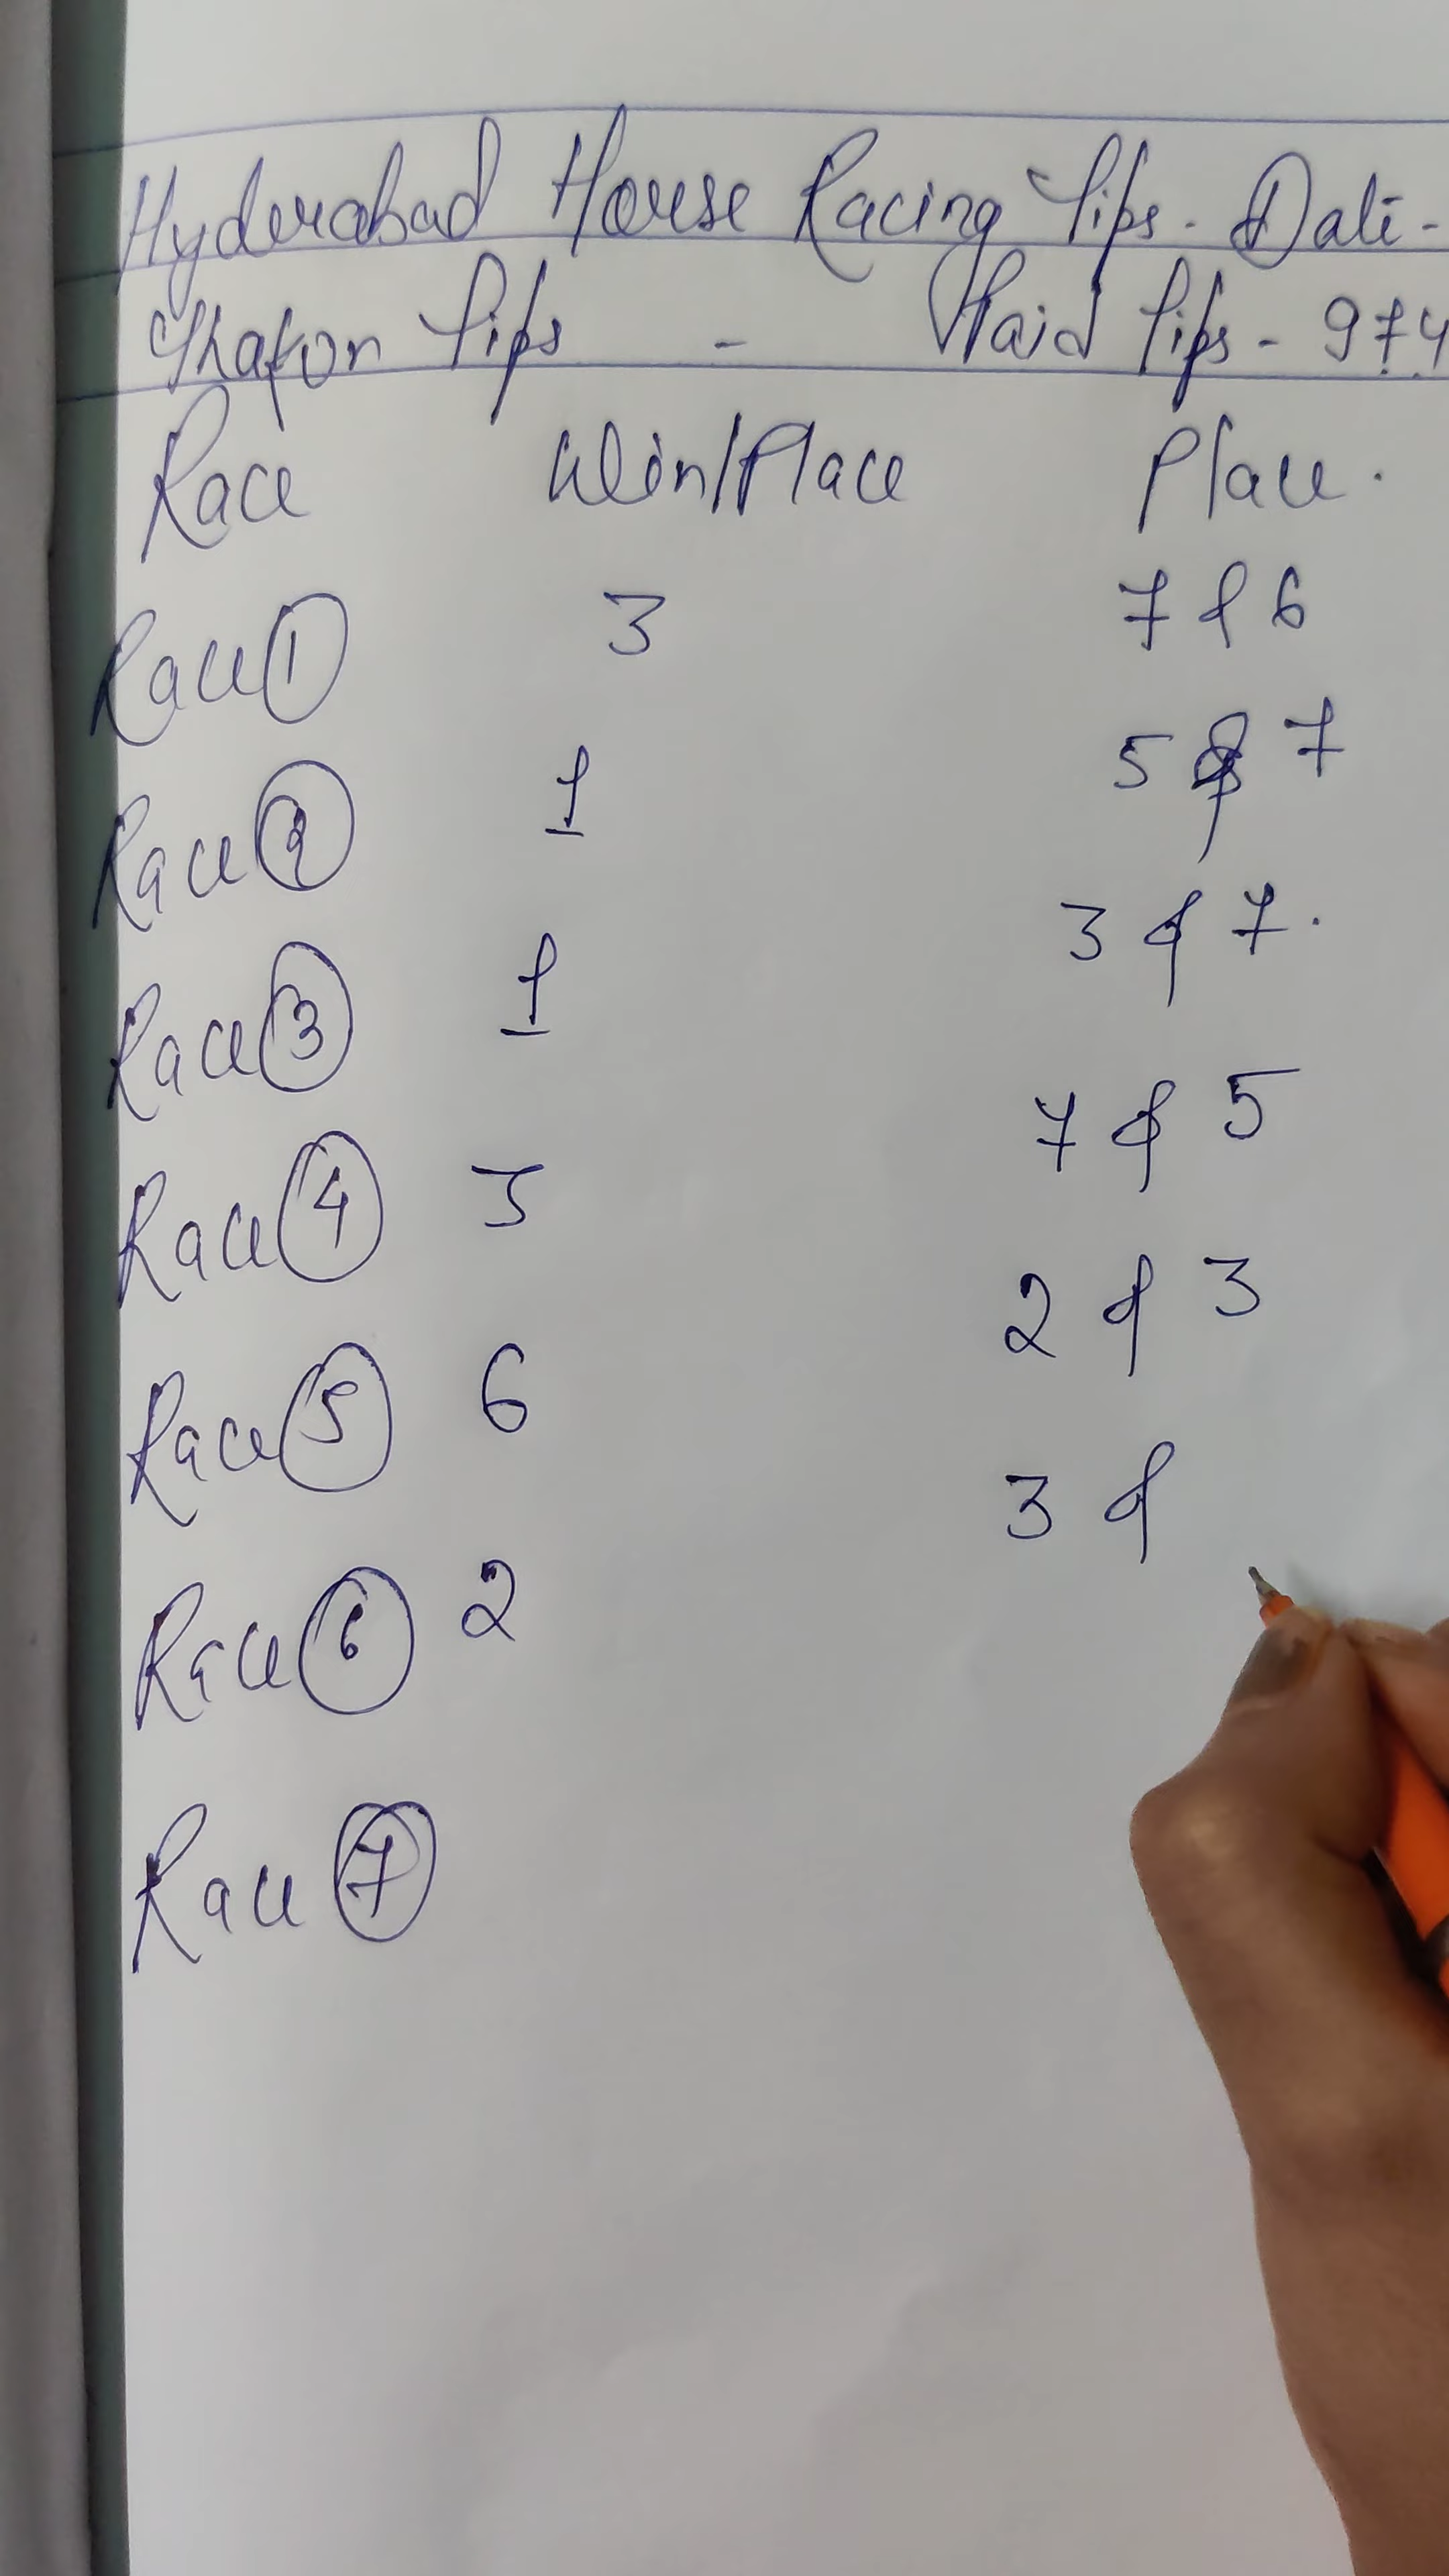 Hyderabad Horse Racing Tips - Date -
Thakor Tips - Paid Tips - 974
Race Win/Place Place.
Race 1 3 7 & 6
Race 2 1 5 & 7
Race 3 1 3 & 7.
Race 4 3 7 & 5
Race 5 6 2 & 3
Race 6 2 3 &
Race 7